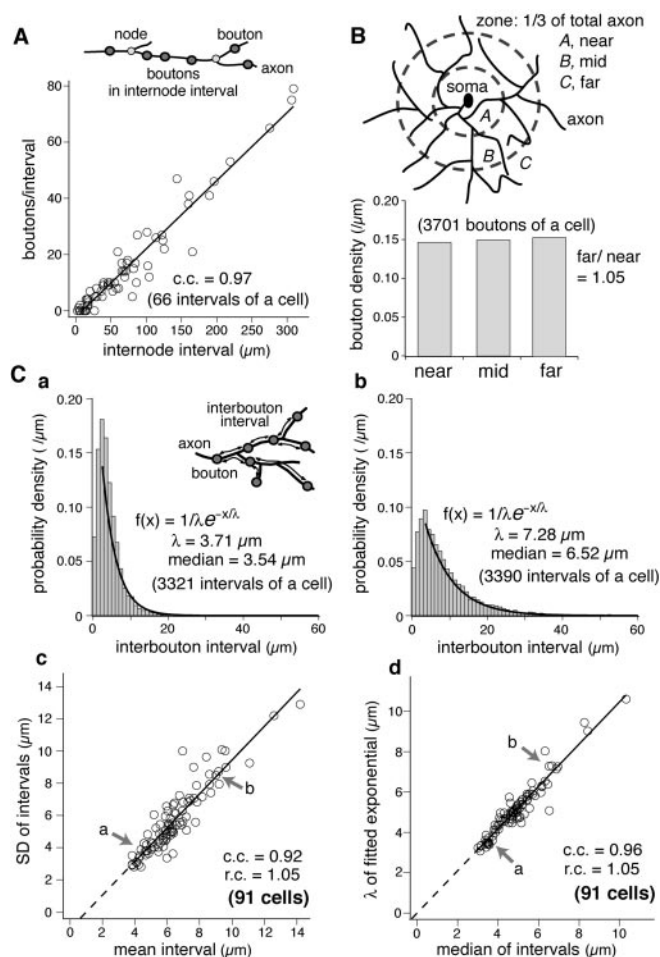 A
node
bouton
boutons
in internode interval
axon
boutons/interval
80
60
40
20
0
c.c. = 0.97
(66 intervals of a cell)
0 50 100 150 200 250 300
internode interval (µm)
B
zone: 1/3 of total axon
A, near
B, mid
C, far
soma
A
B
C
axon
bouton density (/µm)
0.20
0.15
0.10
0.05
0
(3701 boutons of a cell)
far/ near
= 1.05
near mid far
C
a
probability density (/µm)
0.20
0.15
0.10
0.05
0
interbouton
interval
axon
bouton
f(x) = 1/λe^{-x/λ}
λ = 3.71 µm
median = 3.54 µm
(3321 intervals of a cell)
0 20 40 60
interbouton interval (µm)
b
probability density (/µm)
0.20
0.15
0.10
0.05
0
f(x) = 1/λe^{-x/λ}
λ = 7.28 µm
median = 6.52 µm
(3390 intervals of a cell)
0 20 40 60
interbouton interval (µm)
c
SD of intervals (µm)
14
12
10
8
6
4
2
0
a
b
c.c. = 0.92
r.c. = 1.05
(91 cells)
0 2 4 6 8 10 12 14
mean interval (µm)
d
λ of fitted exponential (µm)
10
8
6
4
2
0
b
a
c.c. = 0.96
r.c. = 1.05
(91 cells)
0 2 4 6 8 10
median of intervals (µm)